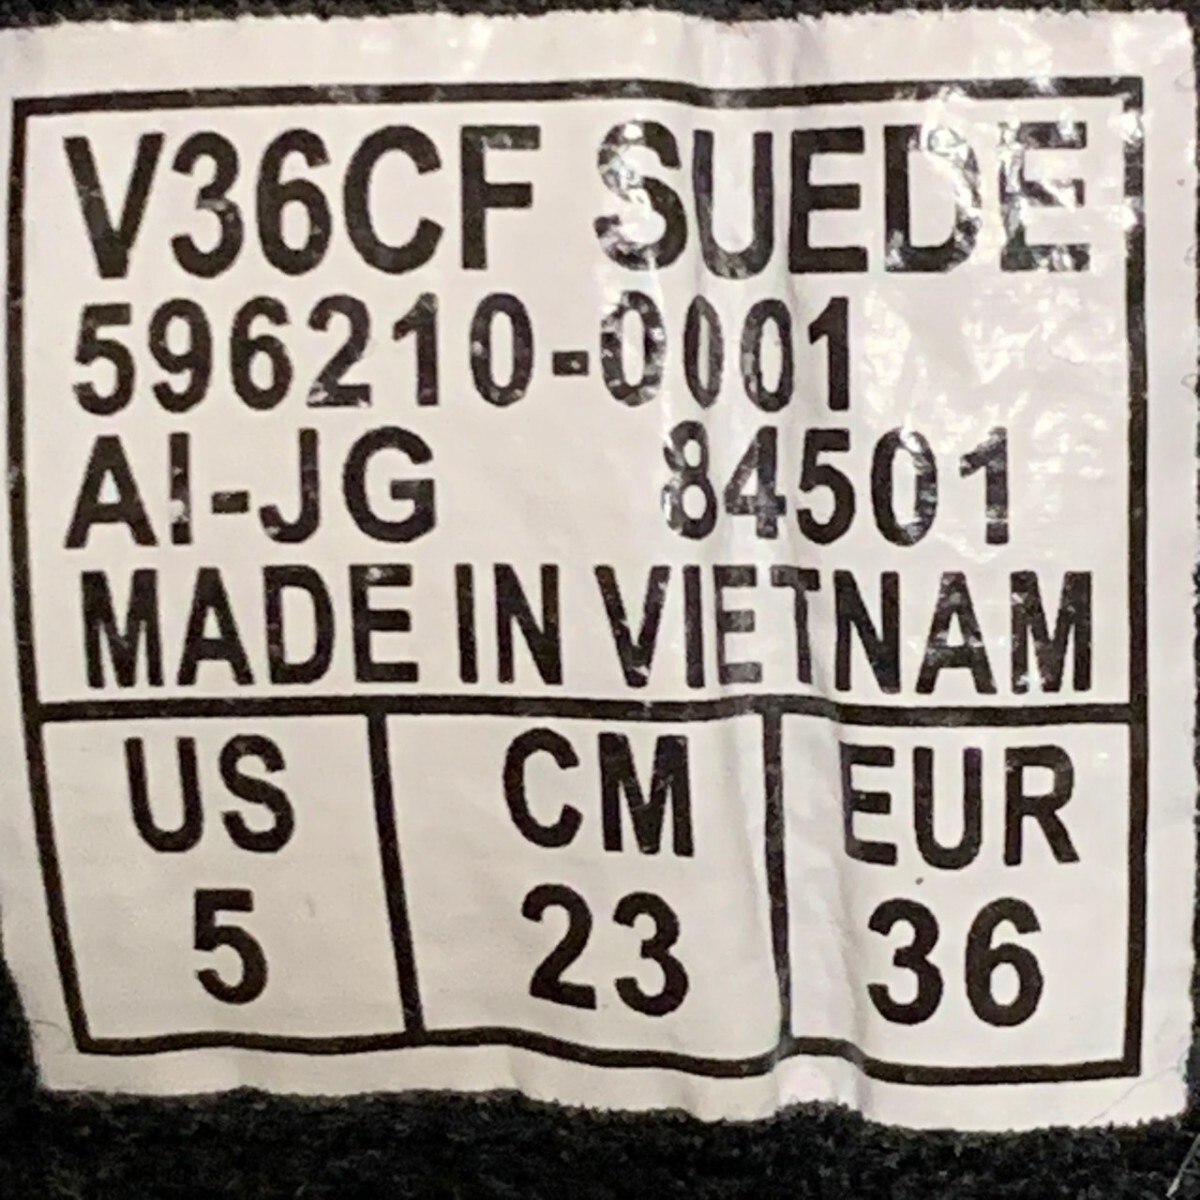 V36CF SUEDE
596210-0001
AI-JG 84501
MADE IN VIETNAM
US CM EUR
5 23 36